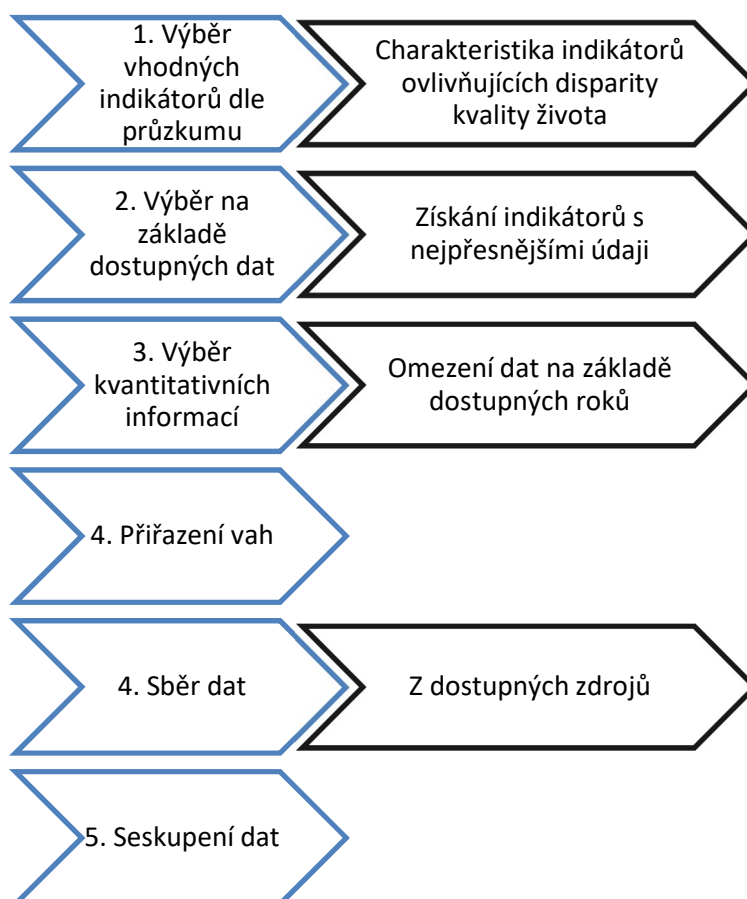 1. Výběr
vhodných
indikátorů dle
průzkumu
Charakteristika indikátorů
ovlivňujících disparity
kvality života
2. Výběr na
základě
dostupných dat
Získání indikátorů s
nejpřesnějšími údaji
3. Výběr
kvantitativních
informací
Omezení dat na základě
dostupných roků
4. Přiřazení vah
4. Sběr dat
Z dostupných zdrojů
5. Seskupení dat